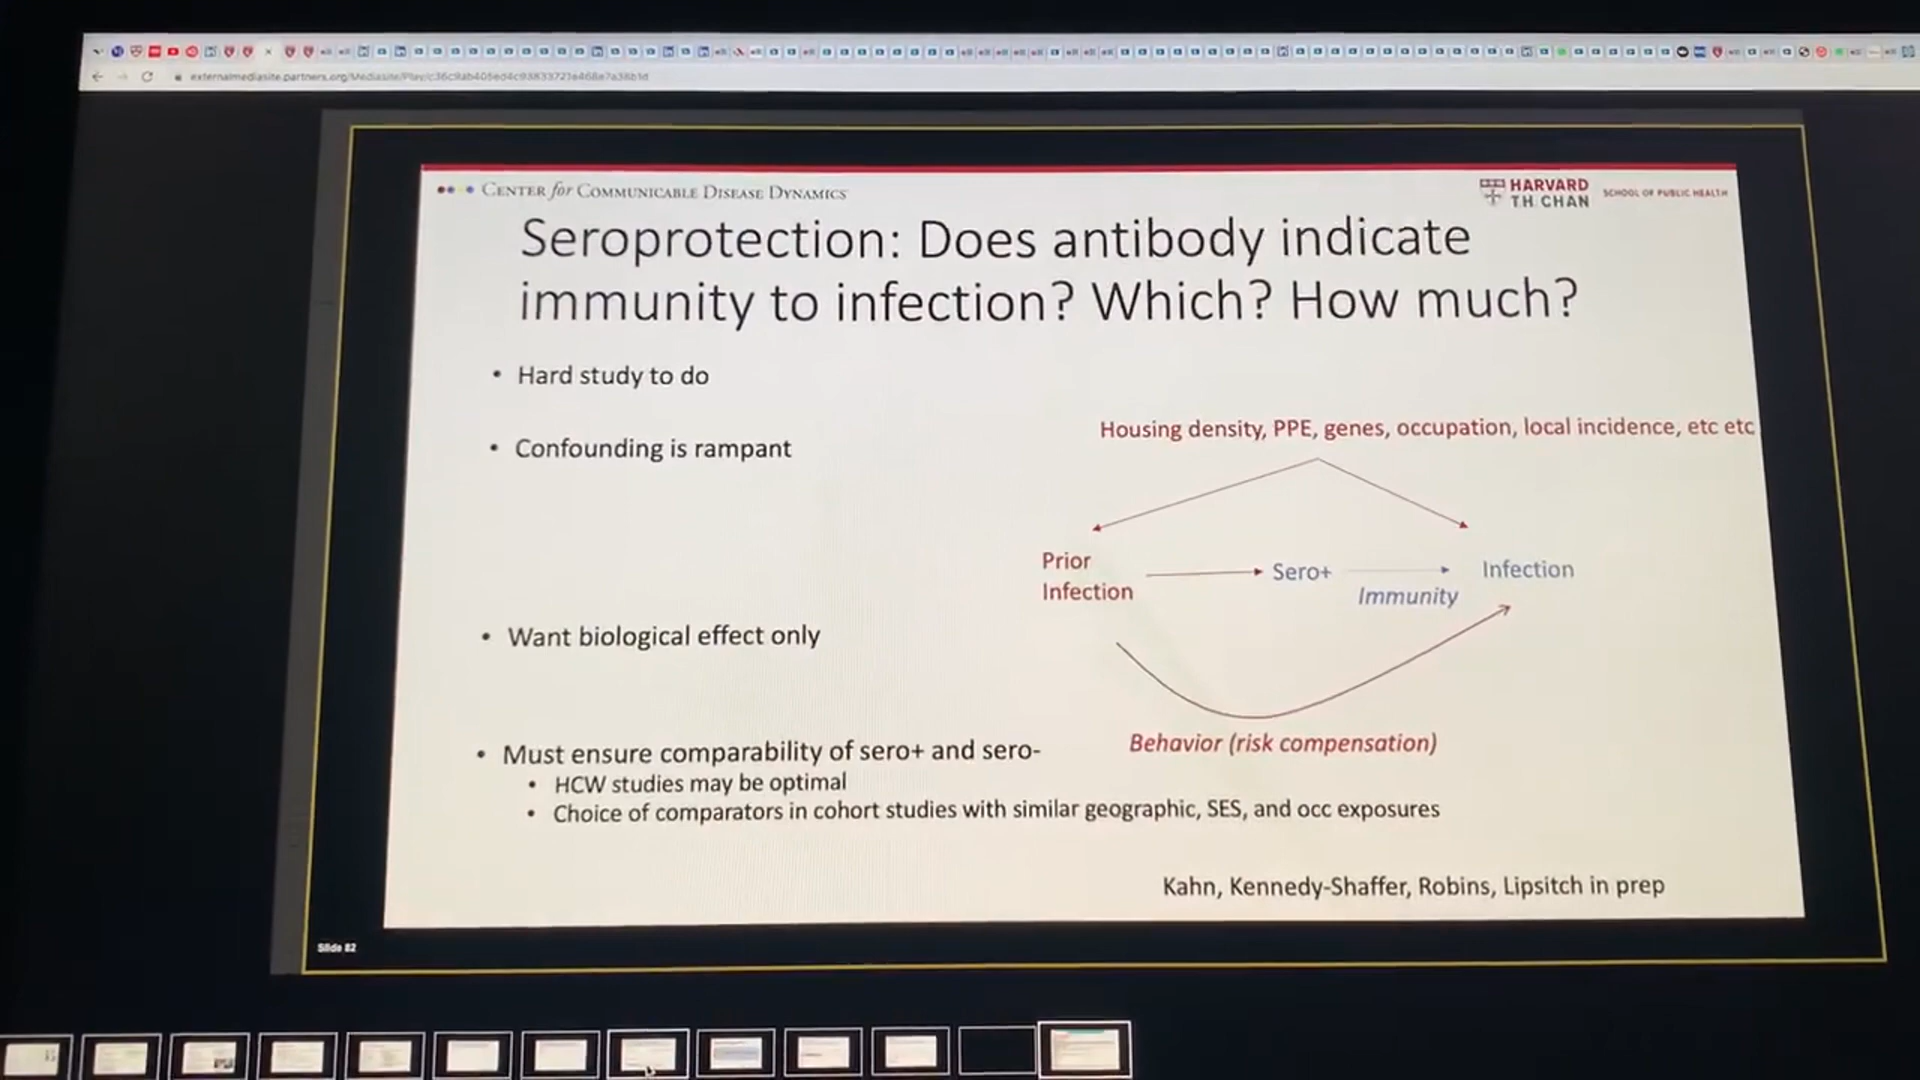 CENTER for COMMUNICABLE DISEASE DYNAMICS
HARVARD
TH CHAN
SCHOOL OF PUBLIC HEALTH
Seroprotection: Does antibody indicate
immunity to infection? Which? How much?
• Hard study to do
• Confounding is rampant
• Want biological effect only
• Must ensure comparability of sero+ and sero-
• HCW studies may be optimal
• Choice of comparators in cohort studies with similar geographic, SES, and occ exposures
Housing density, PPE, genes, occupation, local incidence, etc etc
Prior
Infection
Sero+
Immunity
Infection
Behavior (risk compensation)
Kahn, Kennedy-Shaffer, Robins, Lipsitch in prep
Slide 82